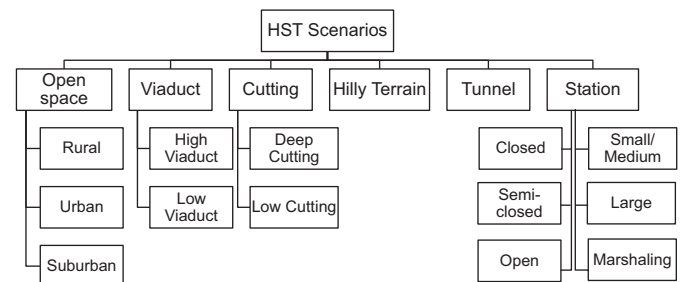 HST Scenarios
Open
space
Viaduct
Cutting
Hilly Terrain
Tunnel
Station
Rural
Urban
Suburban
High
Viaduct
Low
Viaduct
Deep
Cutting
Low Cutting
Closed
Semi-
closed
Open
Small/
Medium
Large
Marshaling